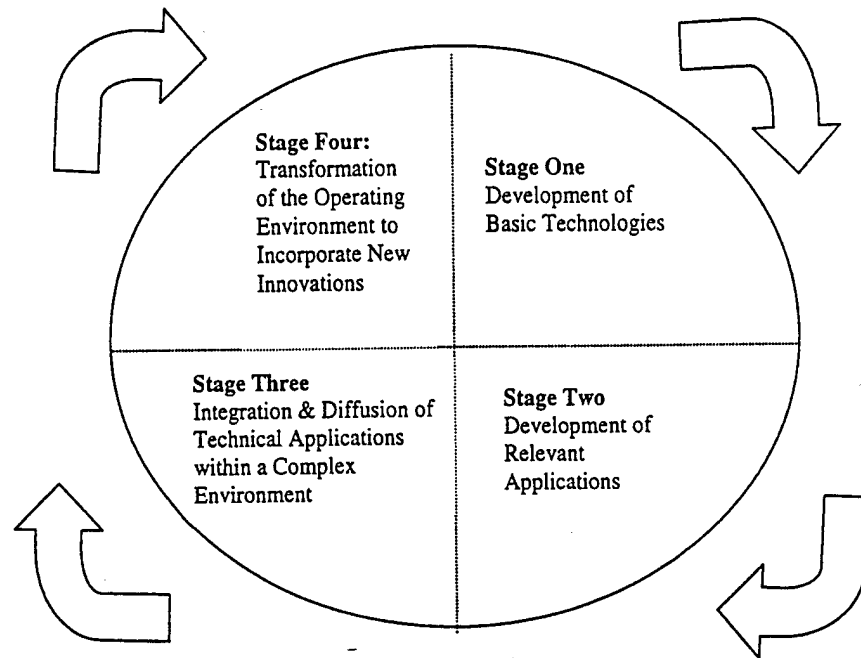 Stage Four:
Transformation
of the Operating
Environment to
Incorporate New
Innovations
Stage One
Development of
Basic Technologies
Stage Three
Integration & Diffusion of
Technical Applications
within a Complex
Environment
Stage Two
Development of
Relevant
Applications